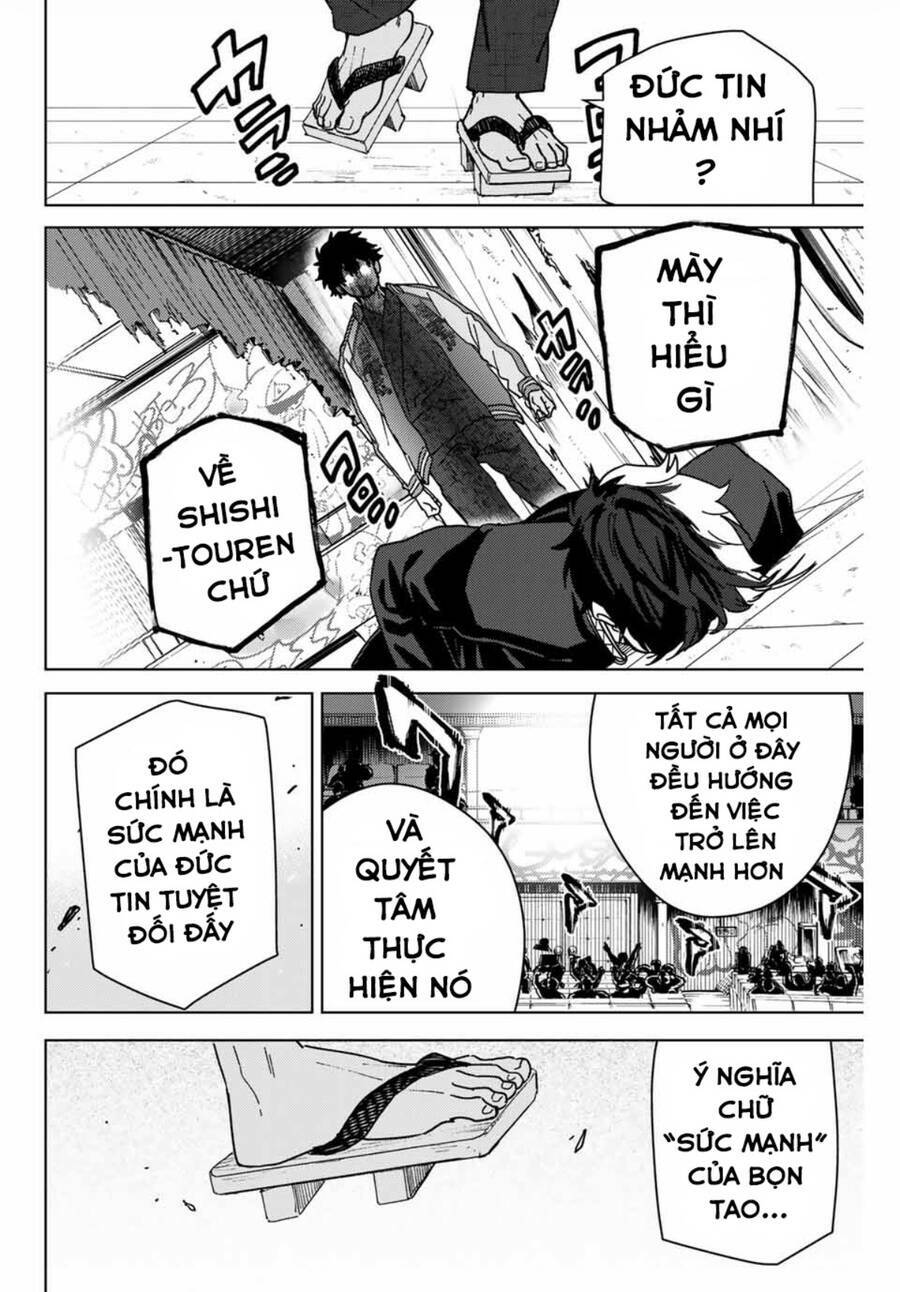 ĐỨC TIN
NHẢM NHÍ
?
MÀY
THÌ
HIỂU
GÌ
VỀ
SHISHI
-TOUREN
CHỨ
TẤT CẢ MỌI
NGƯỜI Ở ĐÂY
ĐỀU HƯỚNG
ĐẾN VIỆC
TRỞ LÊN
MẠNH HƠN
VÀ
QUYẾT
TÂM
THỰC
HIỆN NÓ
ĐÓ
CHÍNH LÀ
SỨC MẠNH
CỦA ĐỨC
TIN TUYỆT
ĐỐI ĐẤY
Ý NGHĨA
CHỮ
“SỨC MẠNH”
CỦA BỌN
TAO...